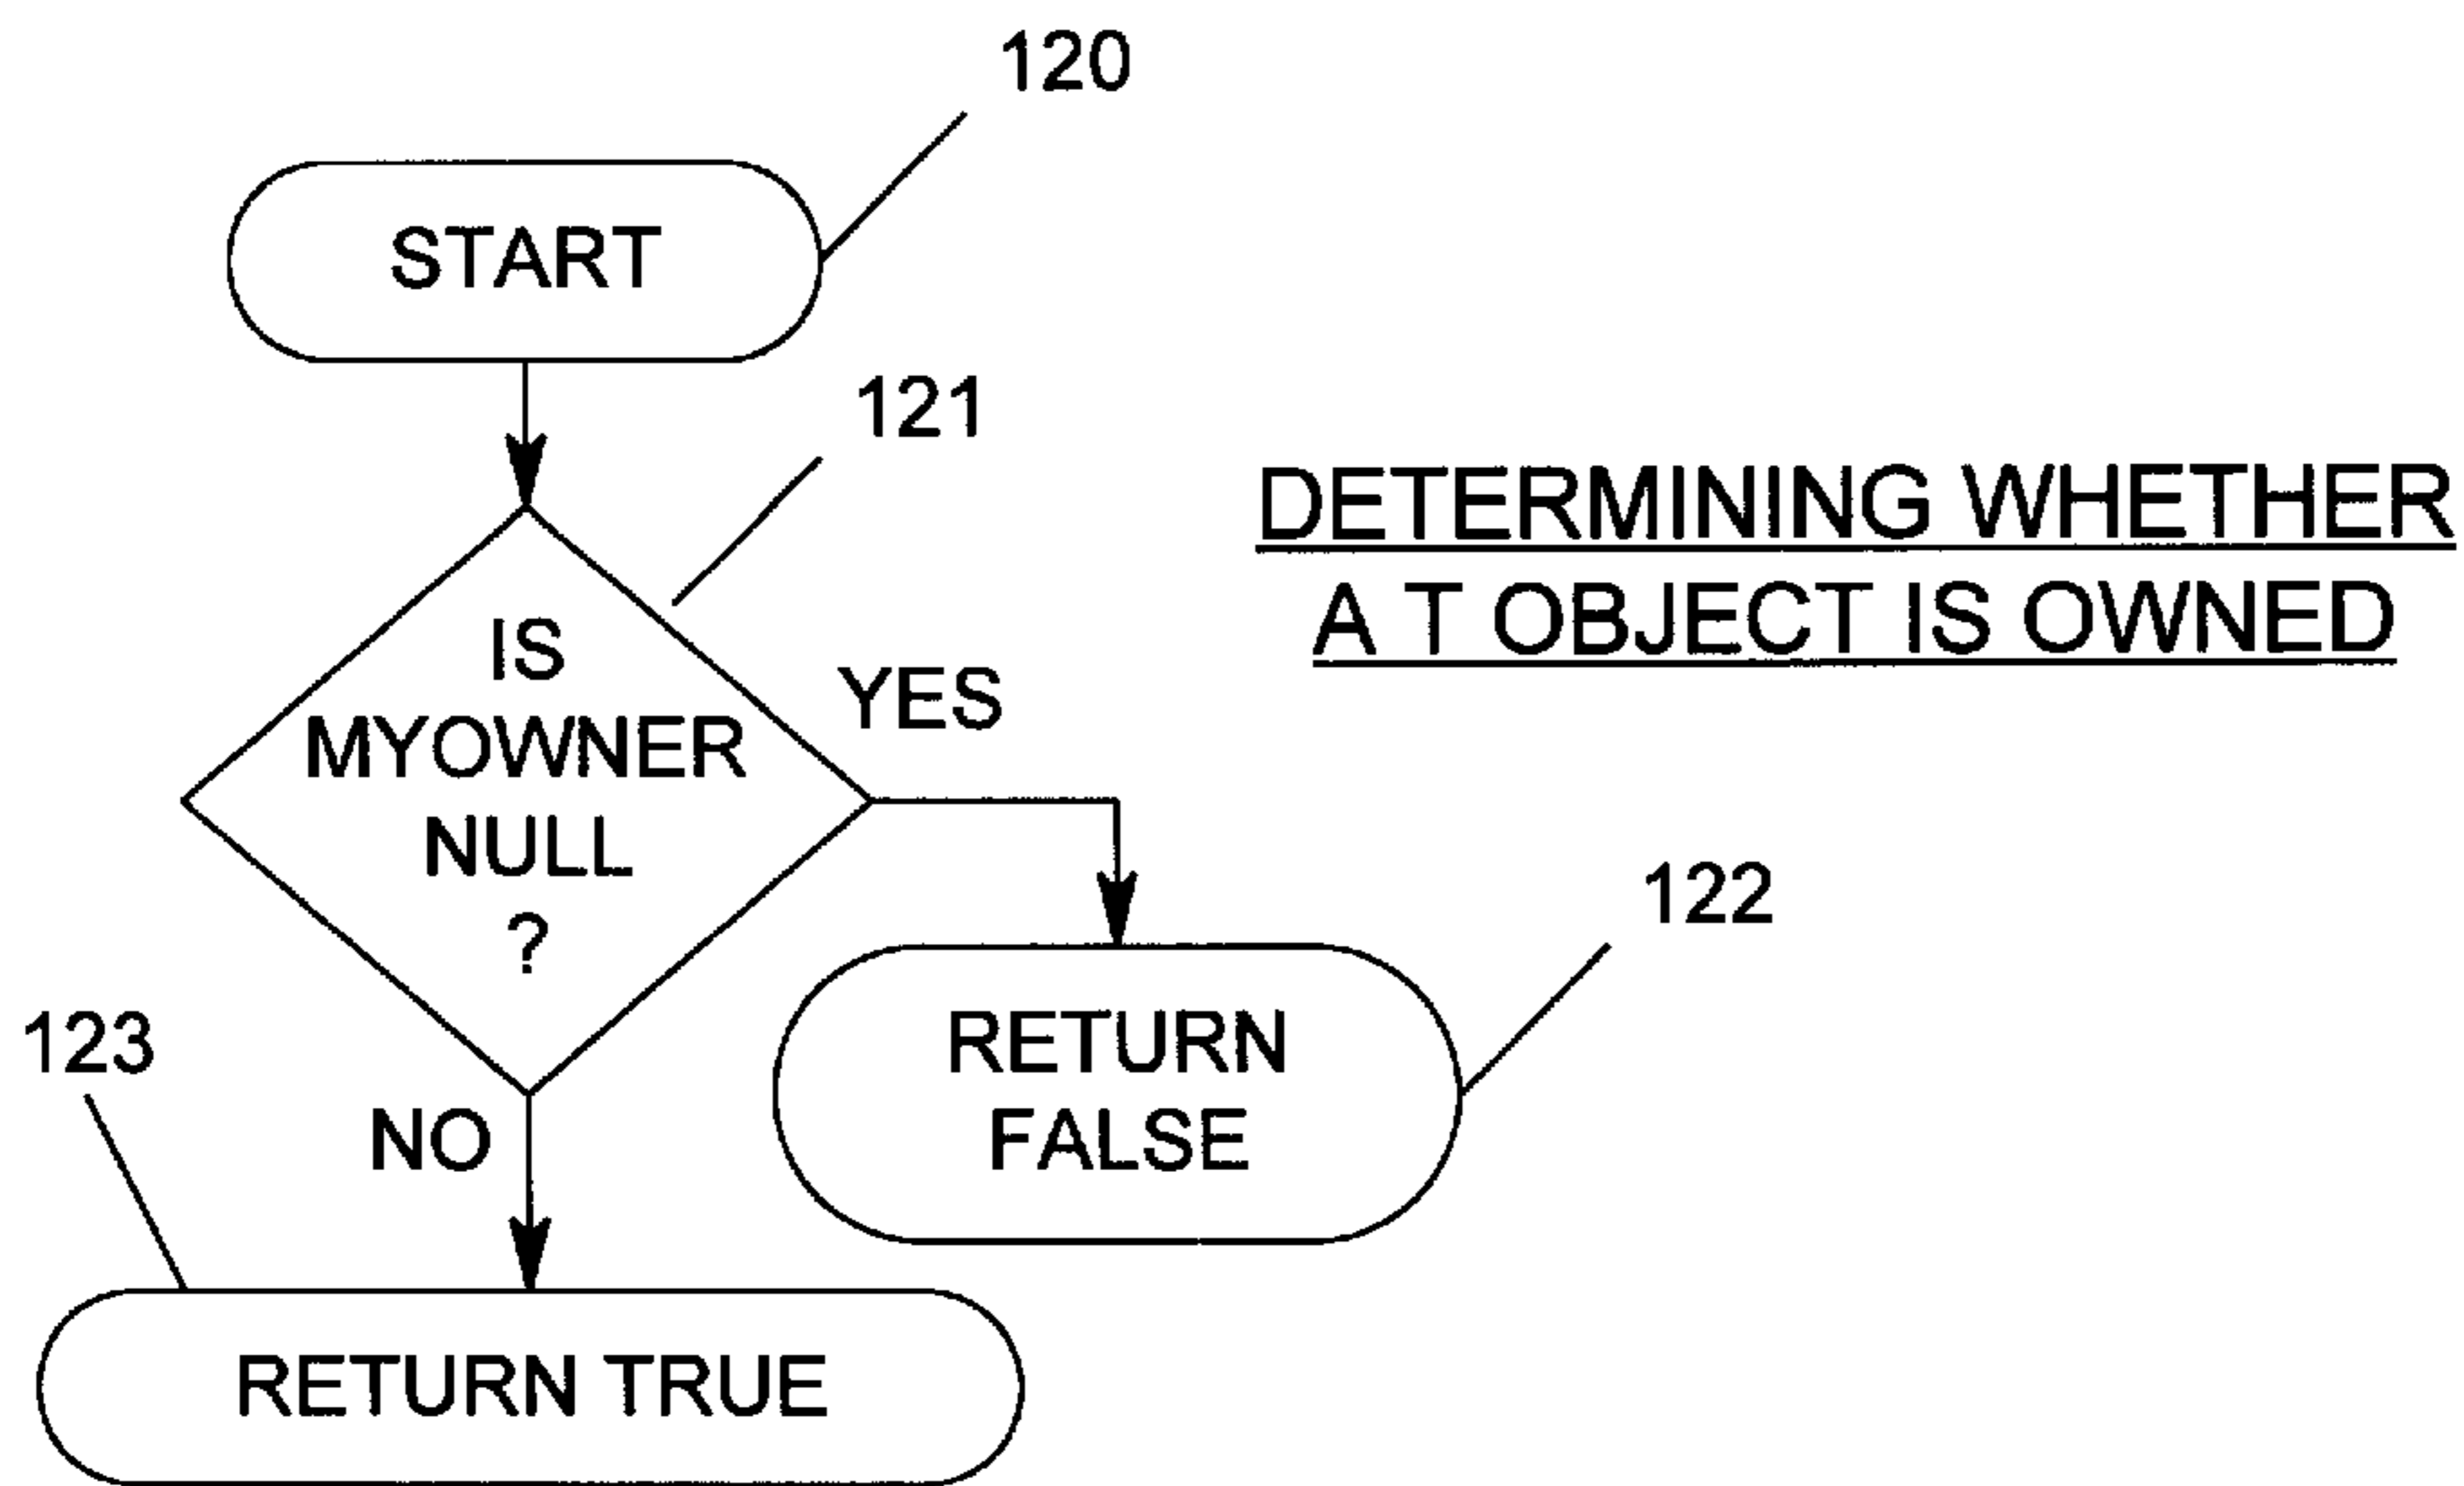 120
START
121
DETERMINING WHETHER
A T OBJECT IS OWNED
IS
MYOWNER
NULL
?
YES
122
RETURN
FALSE
123
NO
RETURN TRUE